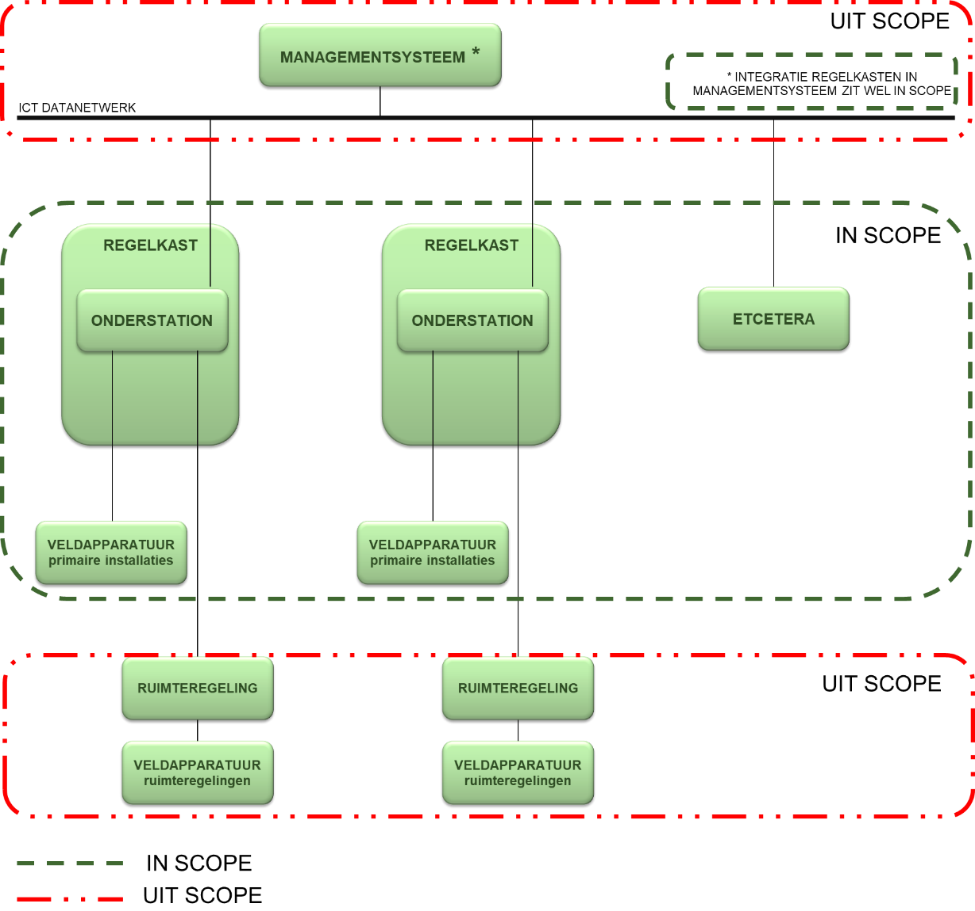 UIT SCOPE
MANAGEMENTSYSTEEM *
* INTEGRATIE REGELKASTEN IN
MANAGEMENTSYSTEEM ZIT WEL IN SCOPE
ICT DATANETWERK
IN SCOPE
REGELKAST
REGELKAST
ONDERSTATION
ONDERSTATION
ETCETERA
VELDAPPARATUUR
primaire installaties
VELDAPPARATUUR
primaire installaties
UIT SCOPE
RUIMTEREGELING
RUIMTEREGELING
VELDAPPARATUUR
ruimteregelingen
VELDAPPARATUUR
ruimteregelingen
IN SCOPE
UIT SCOPE